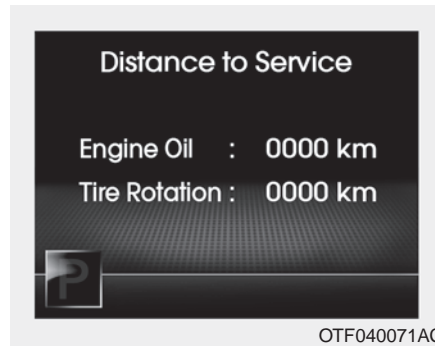 Distance to Service
Engine Oil : 0000 km
Tire Rotation : 0000 km
P